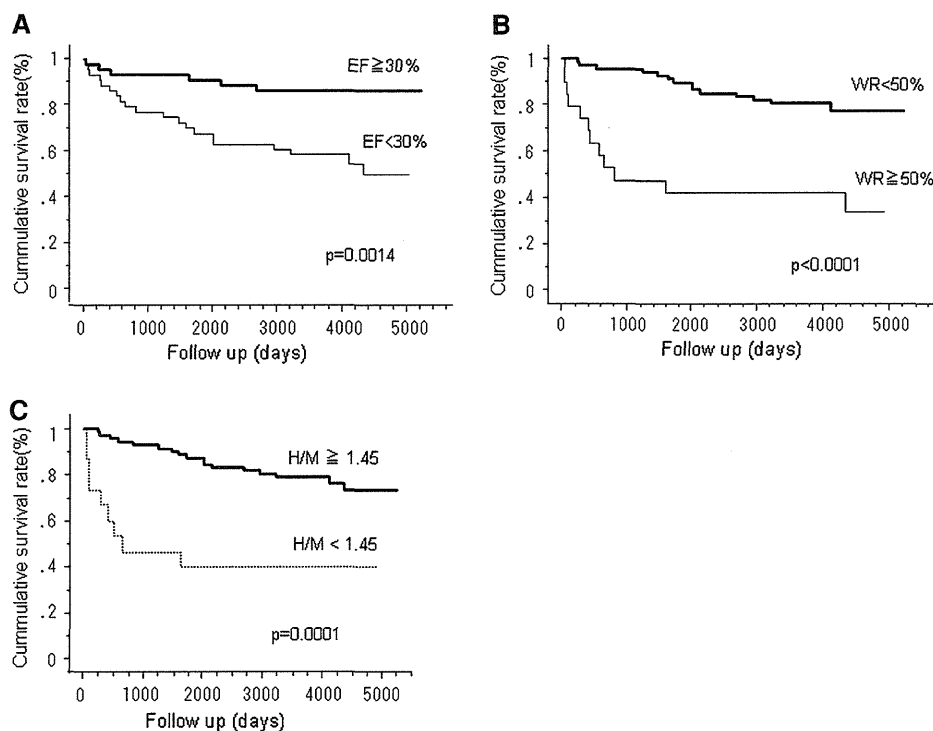 A
Cummulative survival rate(%)
1
.8
.6
.4
.2
0
EF≧30%
EF<30%
p=0.0014
0 1000 2000 3000 4000 5000
Follow up (days)
B
Cummulative survival rate(%)
1
.8
.6
.4
.2
0
WR<50%
WR≧50%
p<0.0001
0 1000 2000 3000 4000 5000
Follow up (days)
C
Cummulative survival rate(%)
1
.8
.6
.4
.2
0
H/M ≧ 1.45
H/M < 1.45
p=0.0001
0 1000 2000 3000 4000 5000
Follow up (days)